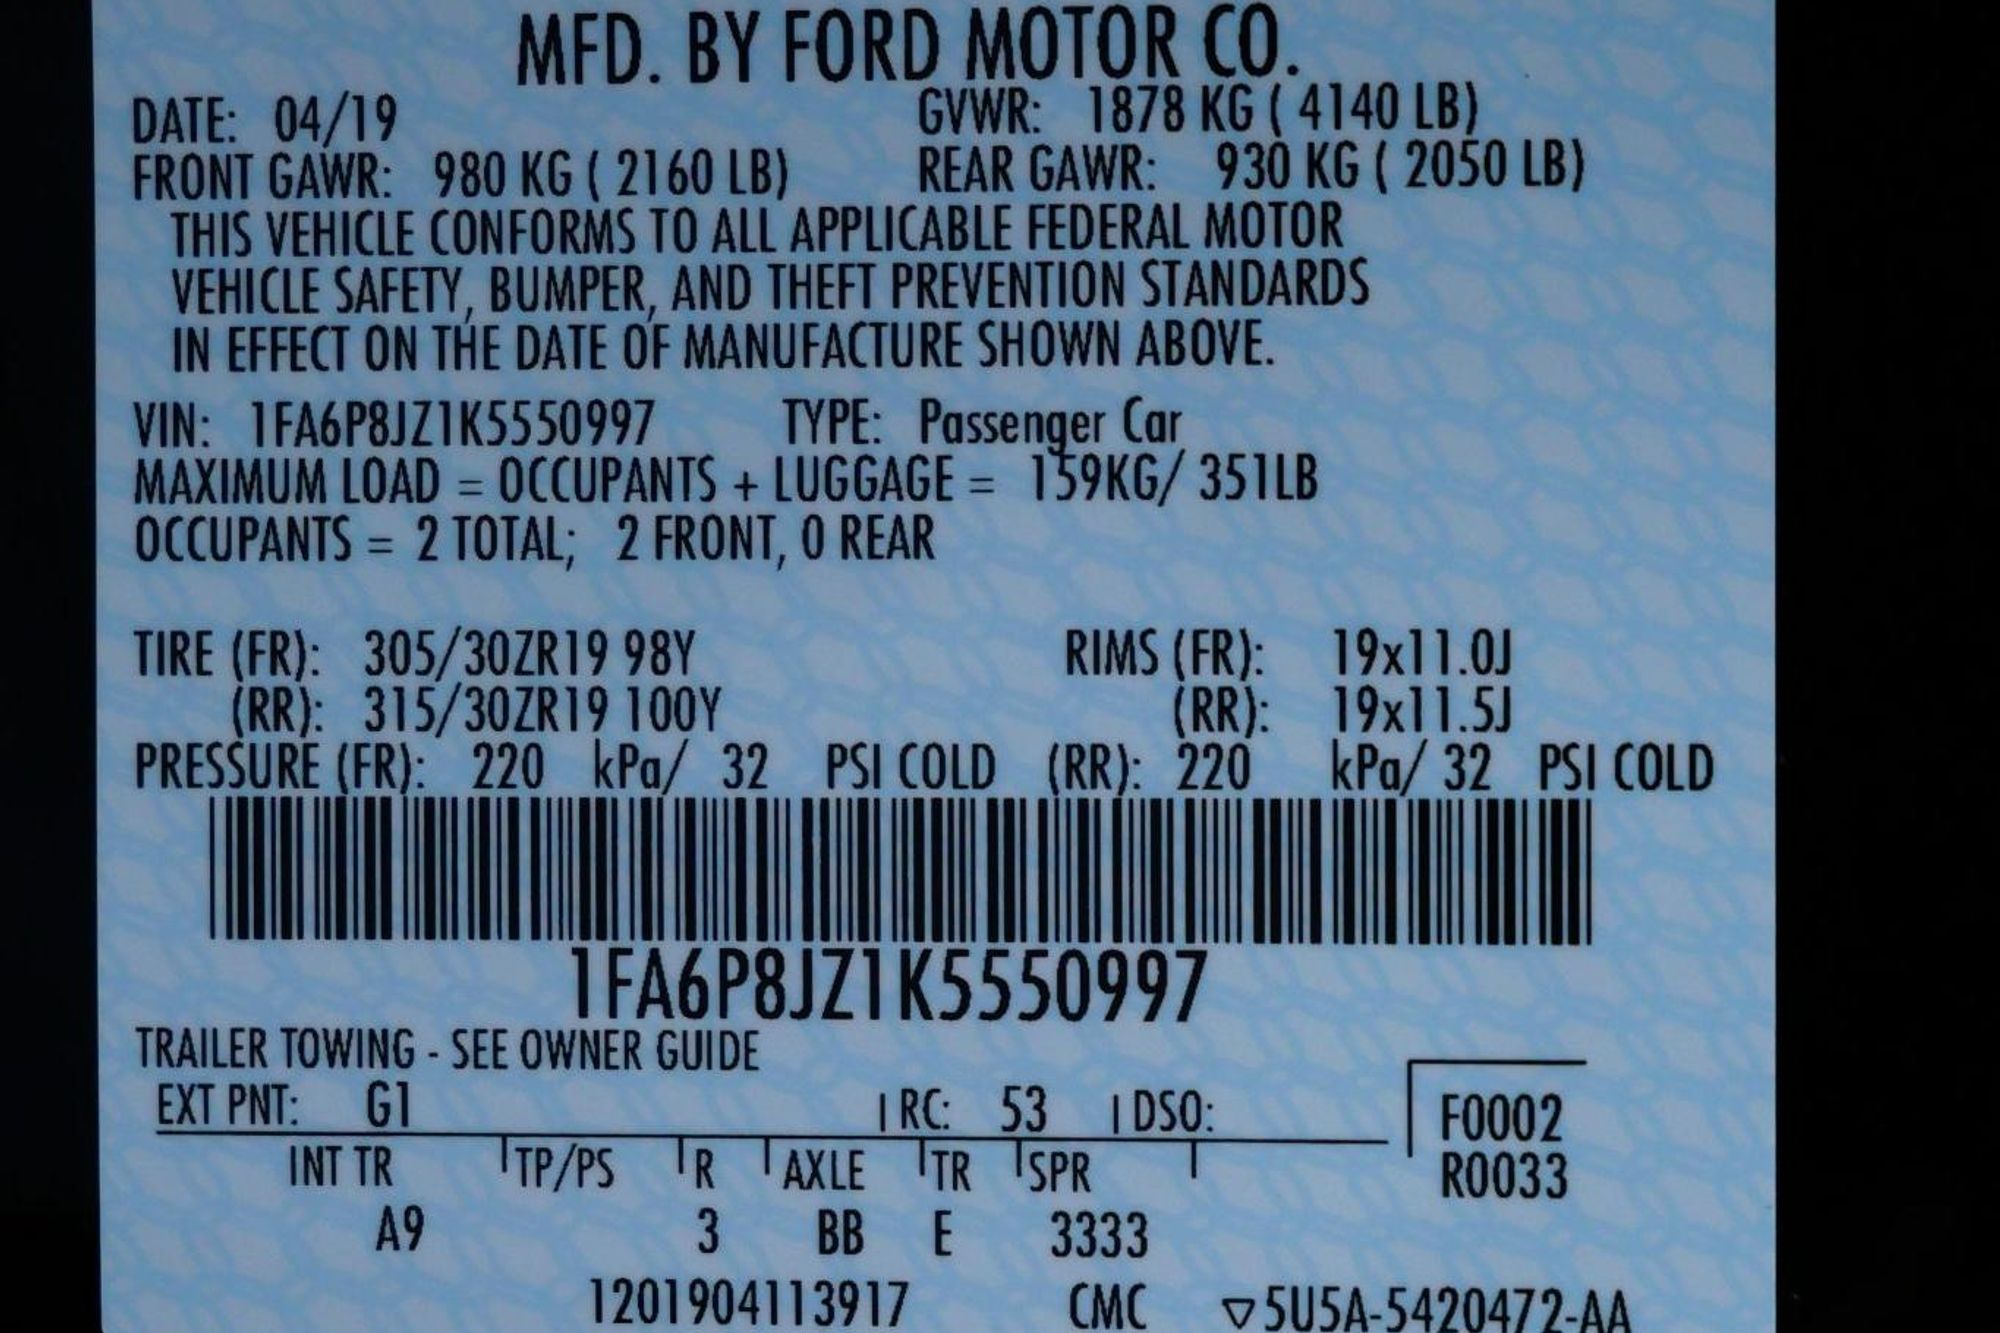 MFD. BY FORD MOTOR CO.
DATE: 04/19 GVWR: 1878 KG ( 4140 LB)
FRONT GAWR: 980 KG ( 2160 LB) REAR GAWR: 930 KG ( 2050 LB)
THIS VEHICLE CONFORMS TO ALL APPLICABLE FEDERAL MOTOR
VEHICLE SAFETY, BUMPER, AND THEFT PREVENTION STANDARDS
IN EFFECT ON THE DATE OF MANUFACTURE SHOWN ABOVE.
VIN: 1FA6P8JZ1K5550997 TYPE: Passenger Car
MAXIMUM LOAD = OCCUPANTS + LUGGAGE = 159KG/ 351LB
OCCUPANTS = 2 TOTAL; 2 FRONT, 0 REAR
TIRE (FR): 305/30ZR19 98Y RIMS (FR): 19x11.0J
(RR): 315/30ZR19 100Y (RR): 19x11.5J
PRESSURE (FR): 220 kPa/ 32 PSI COLD (RR): 220 kPa/ 32 PSI COLD
1FA6P8JZ1K5550997
TRAILER TOWING - SEE OWNER GUIDE
EXT PNT: G1 RC: 53 DSO: F0002
INT TR TP/PS R AXLE TR SPR R0033
A9 3 BB E 3333
1201904113917 CMC ▽5U5A-5420472-AA